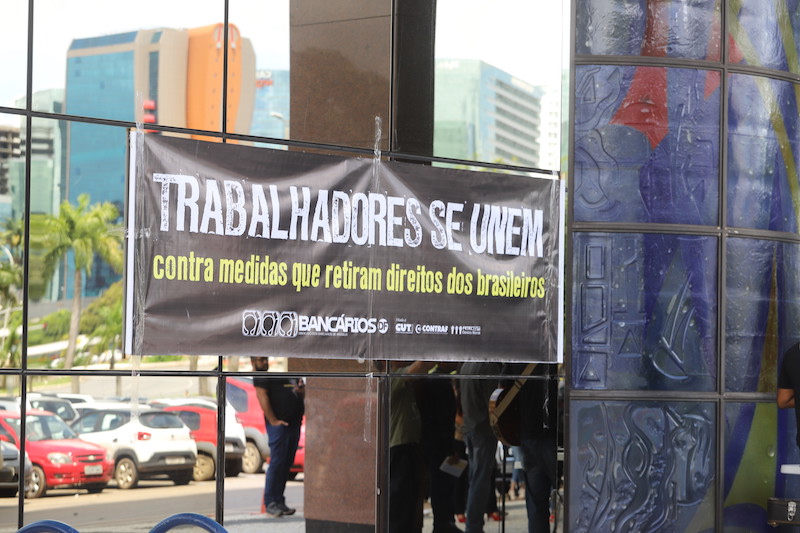 TRABALHADORES SE UNEM
contra medidas que retiram direitos dos brasileiros
BANCÁRIOS DF CUT CONTRAF